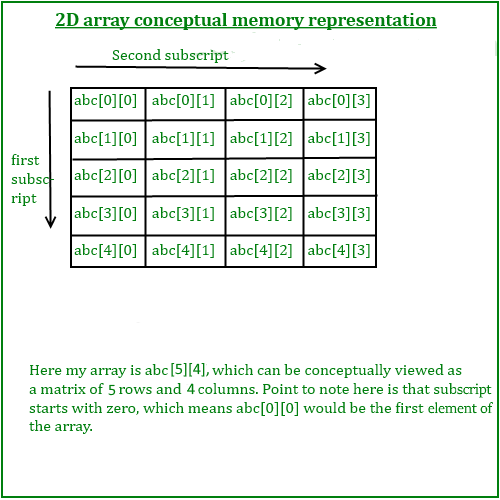 2D array conceptual memory representation
Second subscript
abc[0][0] abc[0][1] abc[0][2] abc[0][3]
abc[1][0] abc[1][1] abc[1][2] abc[1][3]
first
subsc-
ript
abc[2][0] abc[2][1] abc[2][2] abc[2][3]
abc[3][0] abc[3][1] abc[3][2] abc[3][3]
abc[4][0] abc[4][1] abc[4][2] abc[4][3]
Here my array is abc[5][4], which can be conceptually viewed as
a matrix of 5 rows and 4 columns. Point to note here is that subscript
starts with zero, which means abc[0][0] would be the first element of
the array.